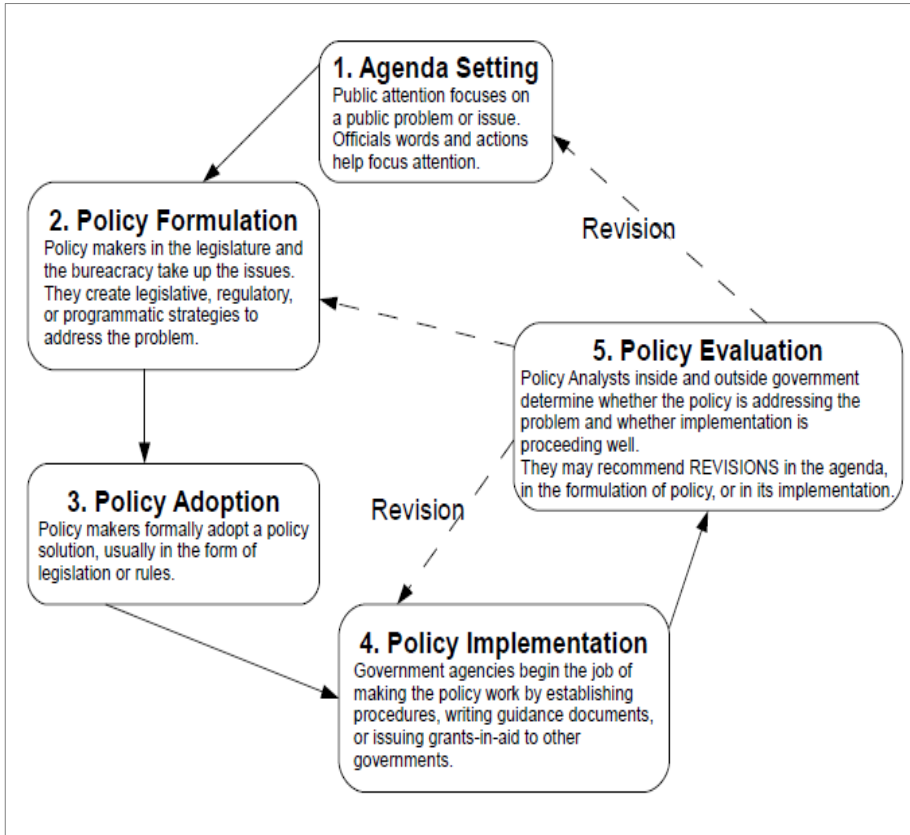 1. Agenda Setting
Public attention focuses on
a public problem or issue.
Officials words and actions
help focus attention.
2. Policy Formulation
Policy makers in the legislature and
the bureacracy take up the issues.
They create legislative, regulatory,
or programmatic strategies to
address the problem.
Revision
5. Policy Evaluation
Policy Analysts inside and outside government
determine whether the policy is addressing the
problem and whether implementation is
proceeding well.
They may recommend REVISIONS in the agenda,
in the formulation of policy, or in its implementation.
3. Policy Adoption
Policy makers formally adopt a policy
solution, usually in the form of
legislation or rules.
Revision
4. Policy Implementation
Government agencies begin the job of
making the policy work by establishing
procedures, writing guidance documents,
or issuing grants-in-aid to other
governments.